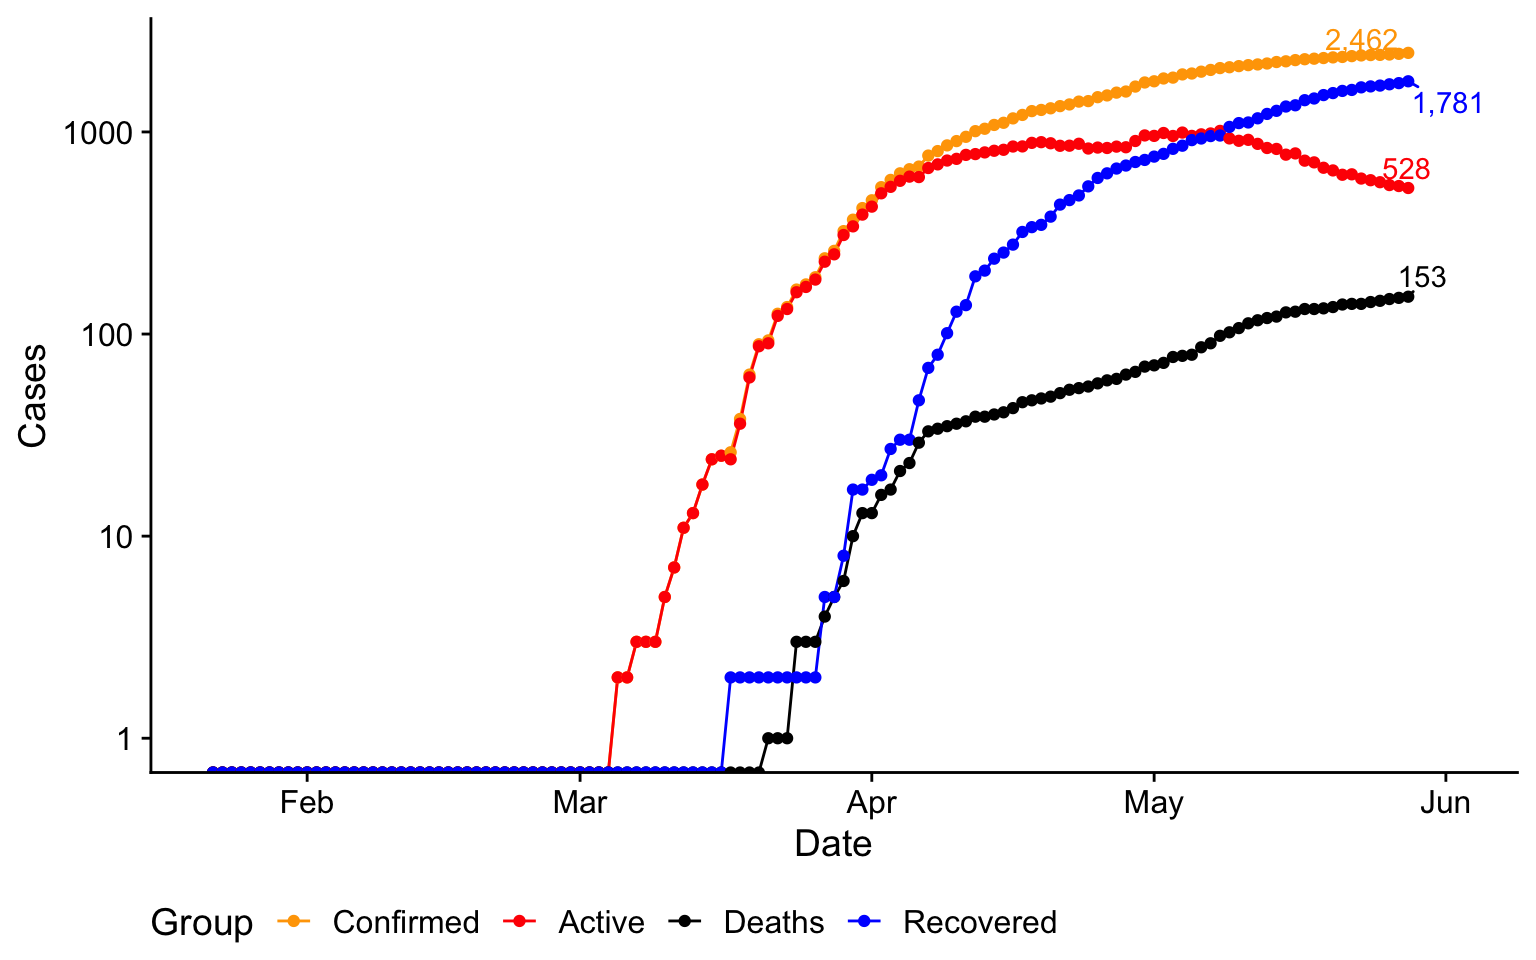 2,462
1,781
528
153
1000
100
10
1
Cases
Feb Mar Apr May Jun
Date
Group Confirmed Active Deaths Recovered